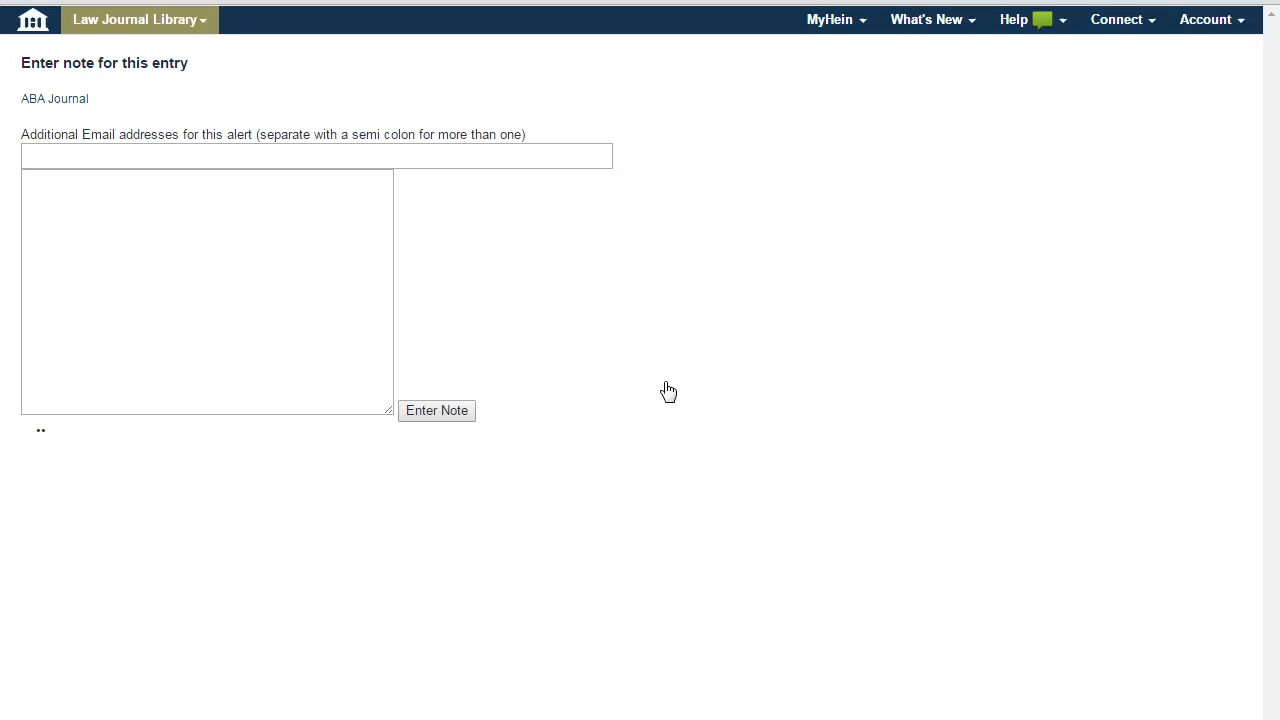 Law Journal Library MyHein What's New Help Connect Account
Enter note for this entry
ABA Journal
Additional Email addresses for this alert (separate with a semi colon for more than one)
Enter Note